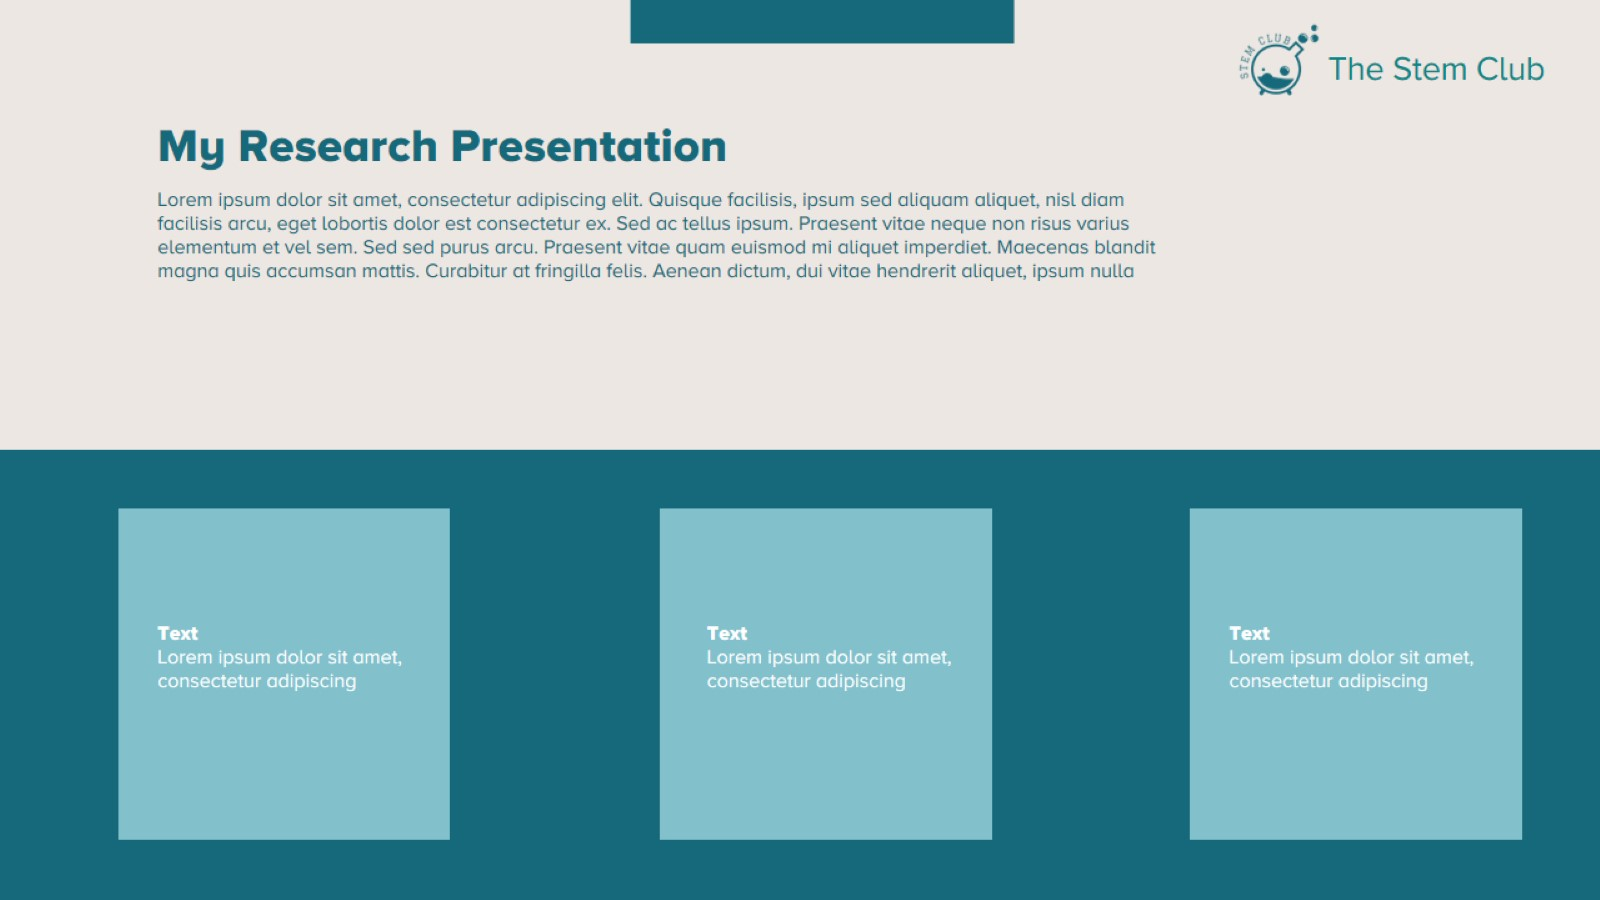 STEM CLUB
The Stem Club
My Research Presentation
Lorem ipsum dolor sit amet, consectetur adipiscing elit. Quisque facilisis, ipsum sed aliquam aliquet, nisl diam
facilisis arcu, eget lobortis dolor est consectetur ex. Sed ac tellus ipsum. Praesent vitae neque non risus varius
elementum et vel sem. Sed sed purus arcu. Praesent vitae quam euismod mi aliquet imperdiet. Maecenas blandit
magna quis accumsan mattis. Curabitur at fringilla felis. Aenean dictum, dui vitae hendrerit aliquet, ipsum nulla
Text
Lorem ipsum dolor sit amet,
consectetur adipiscing
Text
Lorem ipsum dolor sit amet,
consectetur adipiscing
Text
Lorem ipsum dolor sit amet,
consectetur adipiscing